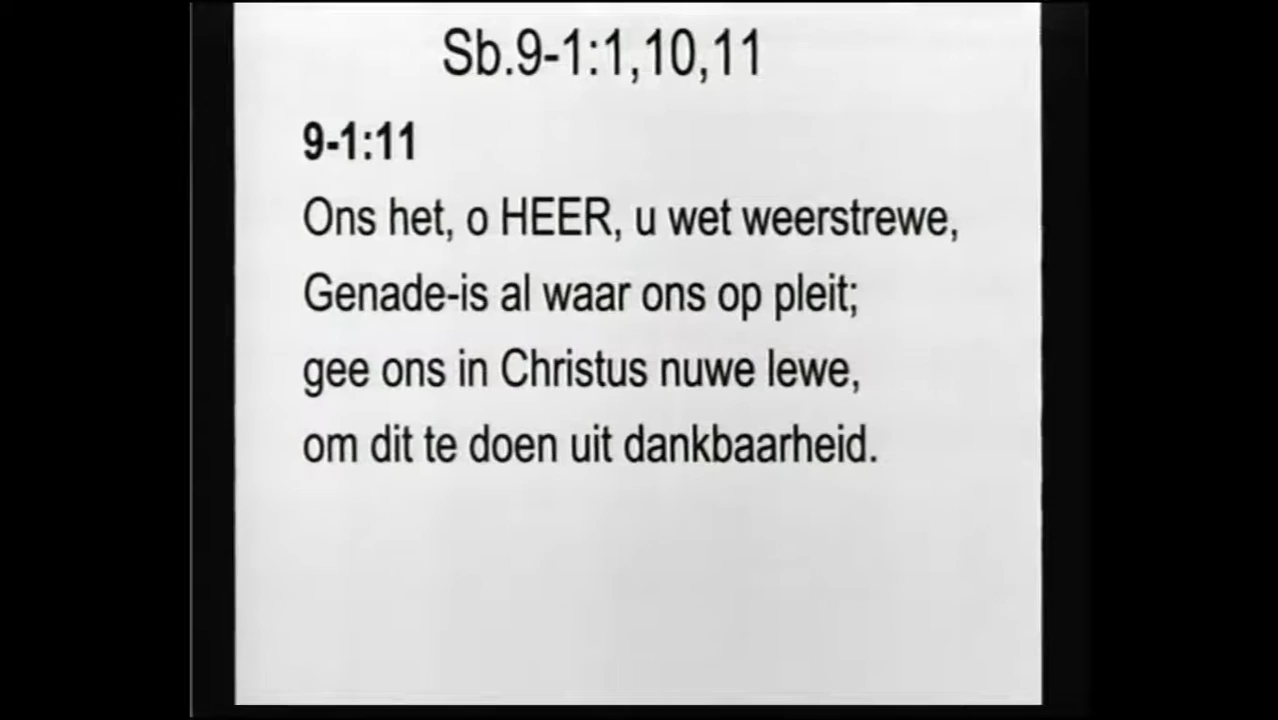 Sb.9-1:1,10,11
9-1:11
Ons het, o HEER, u wet weerstrewe,
Genade-is al waar ons op pleit;
gee ons in Christus nuwe lewe,
om dit te doen uit dankbaarheid.